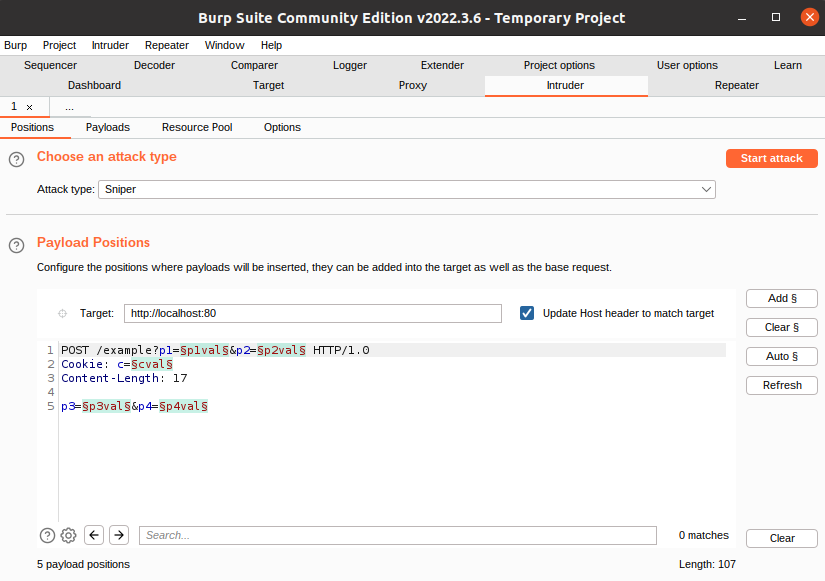 Burp Suite Community Edition v2022.3.6 - Temporary Project
Burp Project Intruder Repeater Window Help
Sequencer Decoder Comparer Logger Extender Project options User options Learn
Dashboard Target Proxy Intruder Repeater
1 × ...
Positions Payloads Resource Pool Options
? Choose an attack type Start attack
Attack type: Sniper
? Payload Positions
Configure the positions where payloads will be inserted, they can be added into the target as well as the base request.
Add §
Target: http://localhost:80 Update Host header to match target
Clear §
1 POST /example?p1=§p1val§&p2=§p2val§ HTTP/1.0
Auto §
2 Cookie: c=§cval§
3 Content-Length: 17
Refresh
4
5 p3=§p3val§&p4=§p4val§
? Search... 0 matches Clear
5 payload positions Length: 107